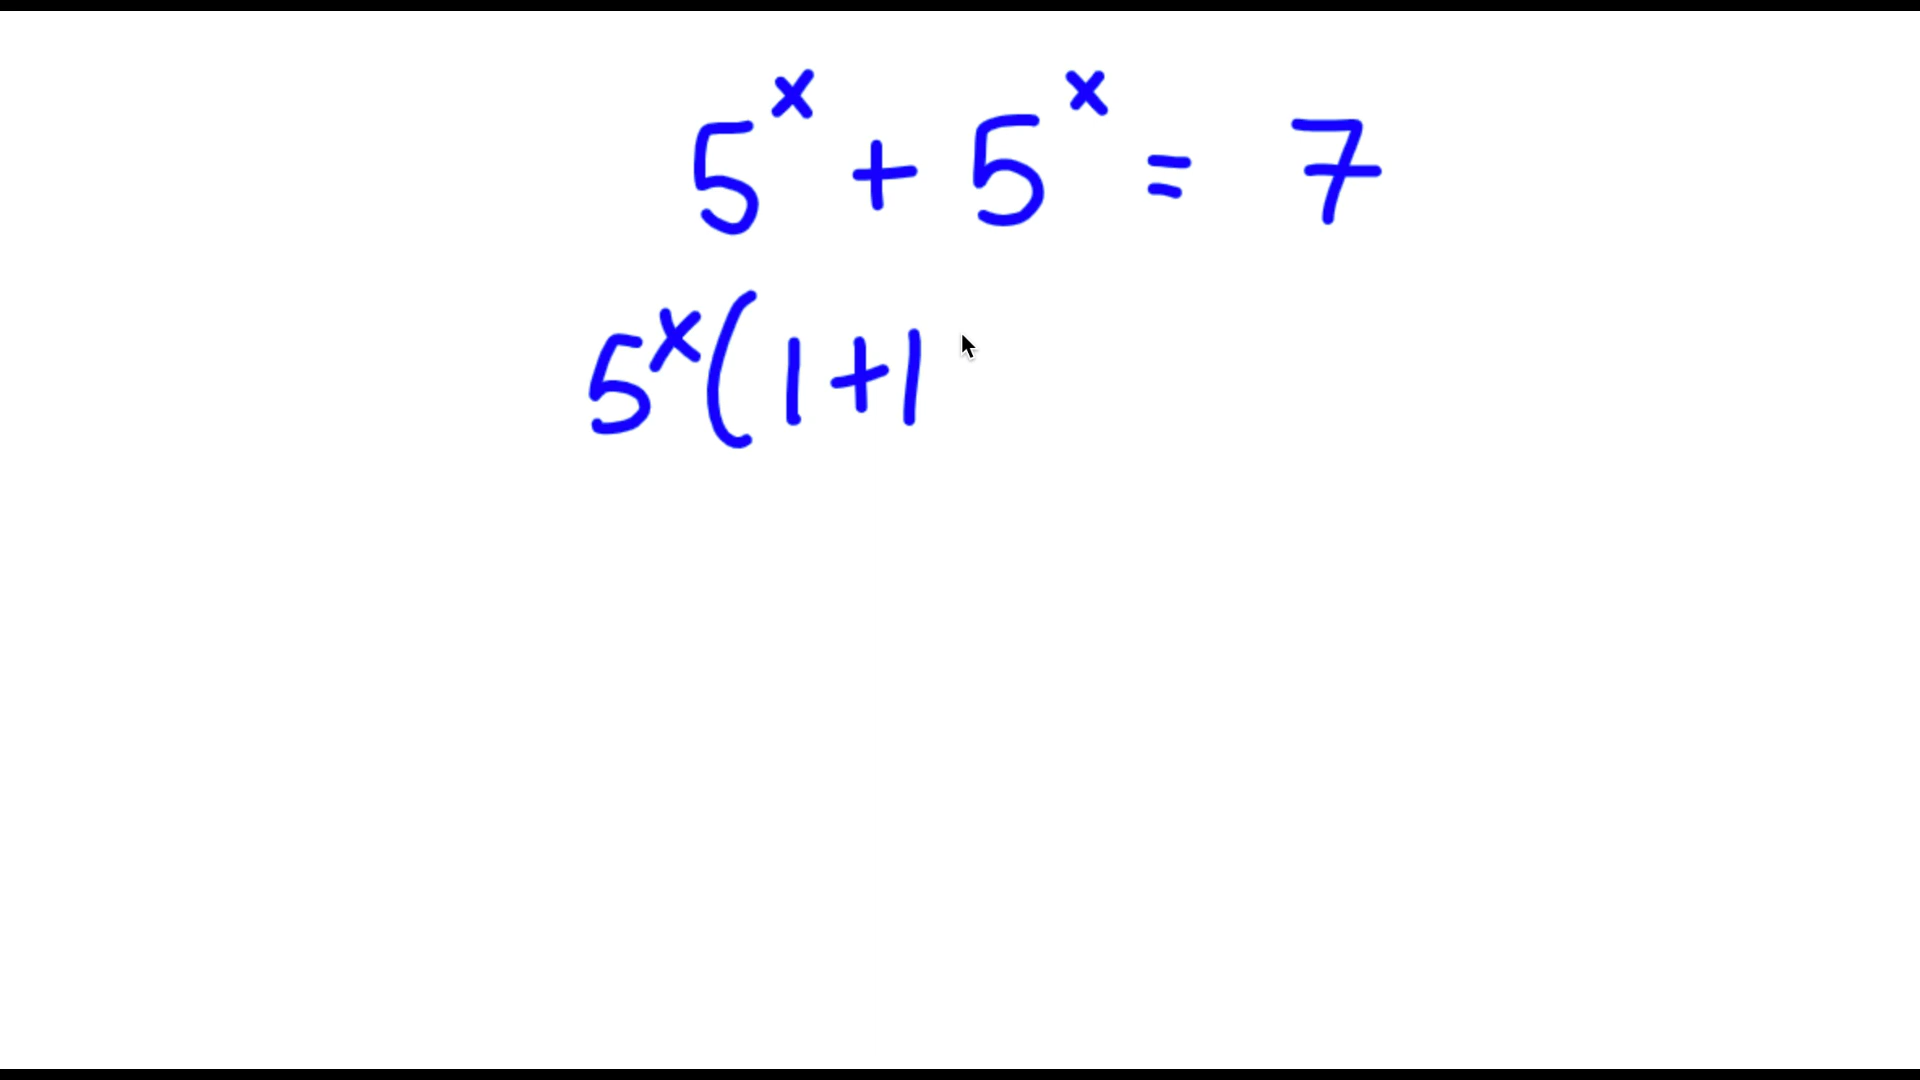 5^x + 5^x = 7
5^x(1+1